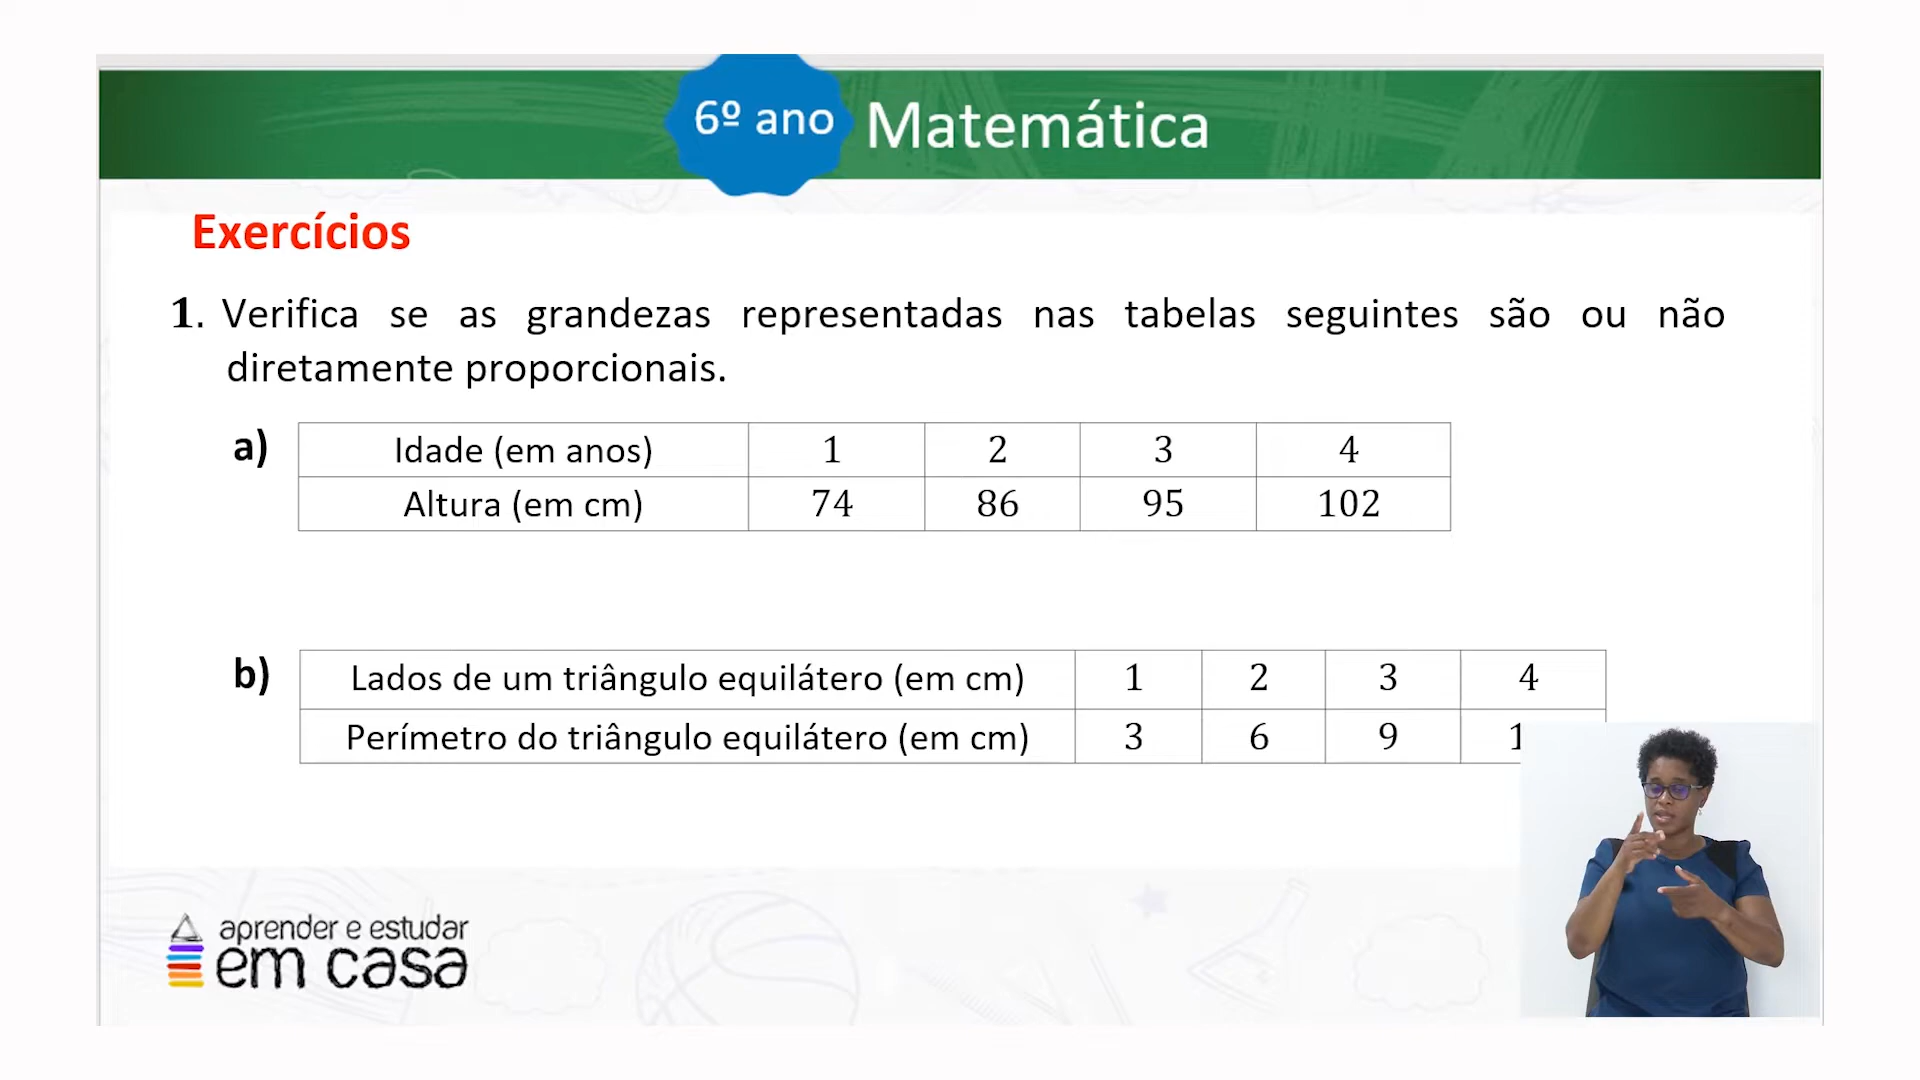 6º ano Matemática
Exercícios
1. Verifica se as grandezas representadas nas tabelas seguintes são ou não
diretamente proporcionais.
a) Idade (em anos) 1 2 3 4
Altura (em cm) 74 86 95 102
b) Lados de um triângulo equilátero (em cm) 1 2 3 4
Perímetro do triângulo equilátero (em cm) 3 6 9
aprender e estudar
em casa